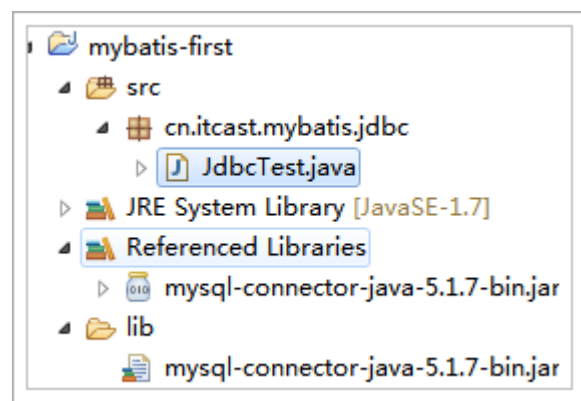 mybatis-first
src
cn.itcast.mybatis.jdbc
JdbcTest.java
JRE System Library [JavaSE-1.7]
Referenced Libraries
mysql-connector-java-5.1.7-bin.jar
lib
mysql-connector-java-5.1.7-bin.jar